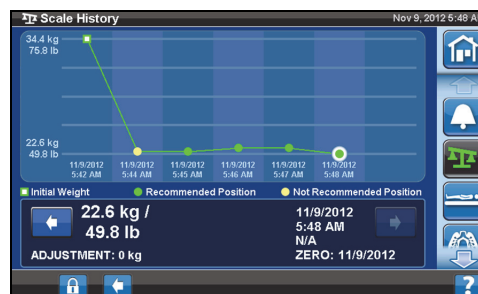 Scale History
Nov 9, 2012 5:48 A
34.4 kg
75.8 lb
22.6 kg
49.8 lb
11/9/2012 11/9/2012 11/9/2012 11/9/2012 11/9/2012 11/9/2012
5:42 AM 5:44 AM 5:45 AM 5:46 AM 5:47 AM 5:48 AM
Initial Weight Recommended Position Not Recommended Position
22.6 kg /
49.8 lb
11/9/2012
5:48 AM
N/A
ADJUSTMENT: 0 kg
ZERO: 11/9/2012
?